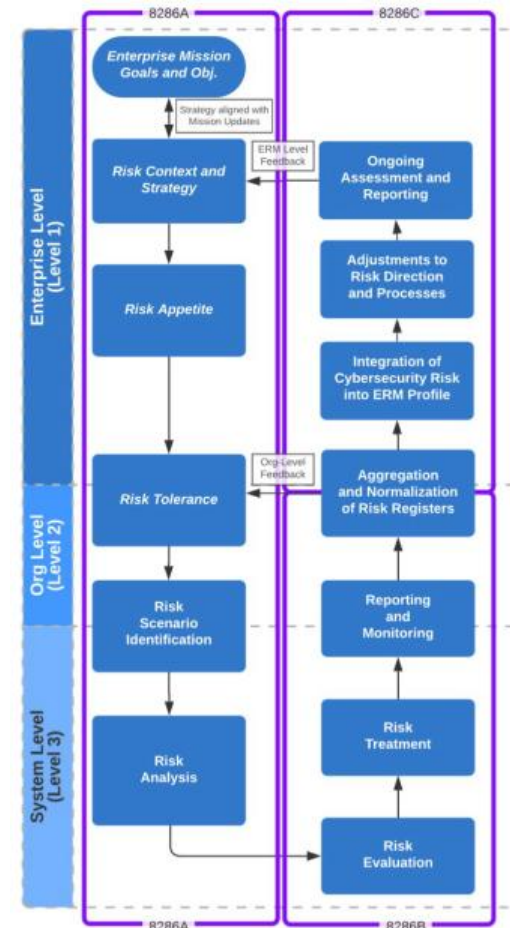 8286A
8286C
Enterprise Level
(Level 1)
Org Level
(Level 2)
System Level
(Level 3)
Enterprise Mission
Goals and Obj.
Strategy aligned with
Mission Updates
Risk Context and
Strategy
ERM Level
Feedback
Ongoing
Assessment and
Reporting
Risk Appetite
Adjustments to
Risk Direction
and Processes
Integration of
Cybersecurity Risk
into ERM Profile
Risk Tolerance
Org-Level
Feedback
Aggregation
and Normalization
of Risk Registers
Risk
Scenario
Identification
Reporting
and
Monitoring
Risk
Analysis
Risk
Treatment
Risk
Evaluation
8286A
8286B